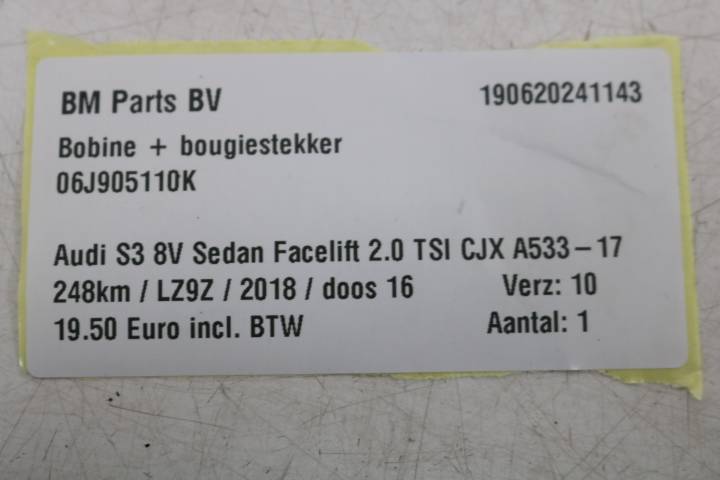 BM Parts BV 190620241143
Bobine + bougiestekker
06J905110K
Audi S3 8V Sedan Facelift 2.0 TSI CJX A533-17
248km / LZ9Z / 2018 / doos 16 Verz: 10
19.50 Euro incl. BTW Aantal: 1